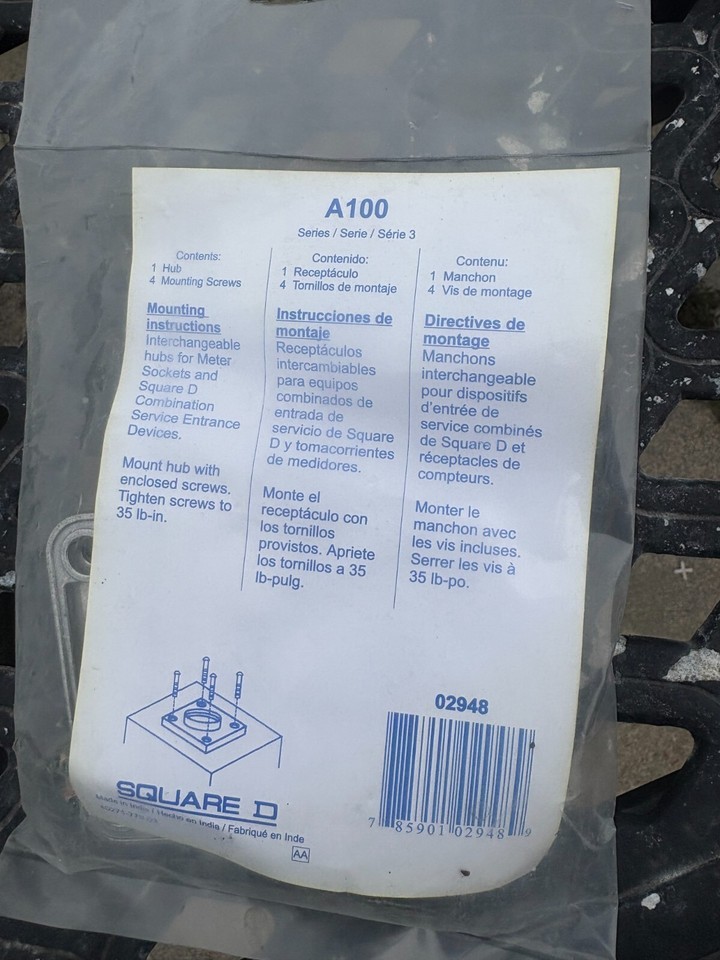 A100
Series / Serie / Série 3
Contents:
1 Hub
4 Mounting Screws
Mounting
instructions
Interchangeable
hubs for Meter
Sockets and
Square D
Combination
Service Entrance
Devices.
Mount hub with
enclosed screws.
Tighten screws to
35 lb-in.
Contenido:
1 Receptáculo
4 Tornillos de montaje
Instrucciones de
montaje
Receptáculos
intercambiables
para equipos
combinados de
entrada de
servicio de Square
D y tomacorrientes
de medidores.
Monte el
receptáculo con
los tornillos
provistos. Apriete
los tornillos a 35
lb-pulg.
Contenu:
1 Manchon
4 Vis de montage
Directives de
montage
Manchons
interchangeable
pour dispositifs
d'entrée de
service combinés
de Square D et
réceptacles de
compteurs.
Monter le
manchon avec
les vis incluses.
Serrer les vis à
35 lb-po.
SQUARE D
Made in India / Hecho en India / Fabriqué en Inde
AA
02948
7 85901 02948 9